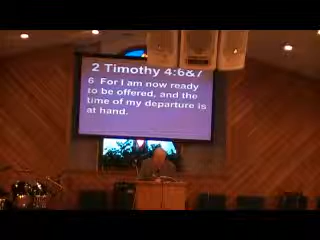 2 Timothy 4:6&7
6 For I am now ready
to be offered, and the
time of my departure is
at hand.